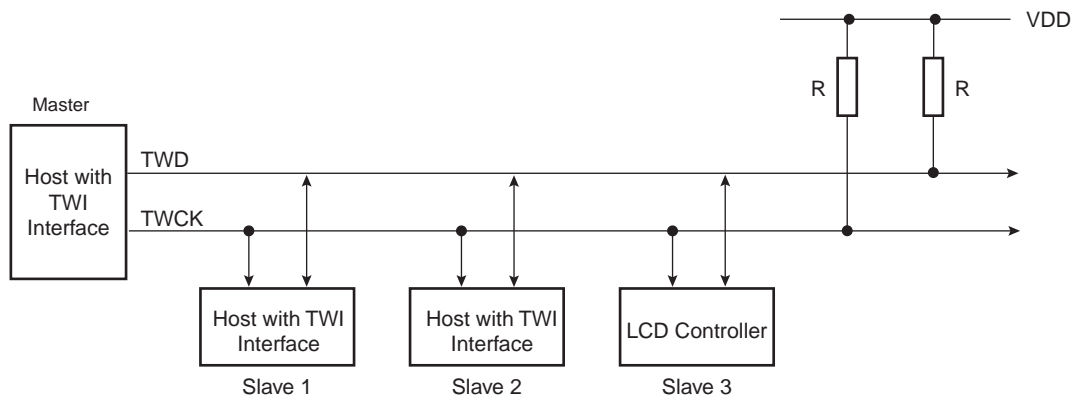 VDD
R
R
Master
Host with
TWI
Interface
TWD
TWCK
Host with TWI
Interface
Slave 1
Host with TWI
Interface
Slave 2
LCD Controller
Slave 3